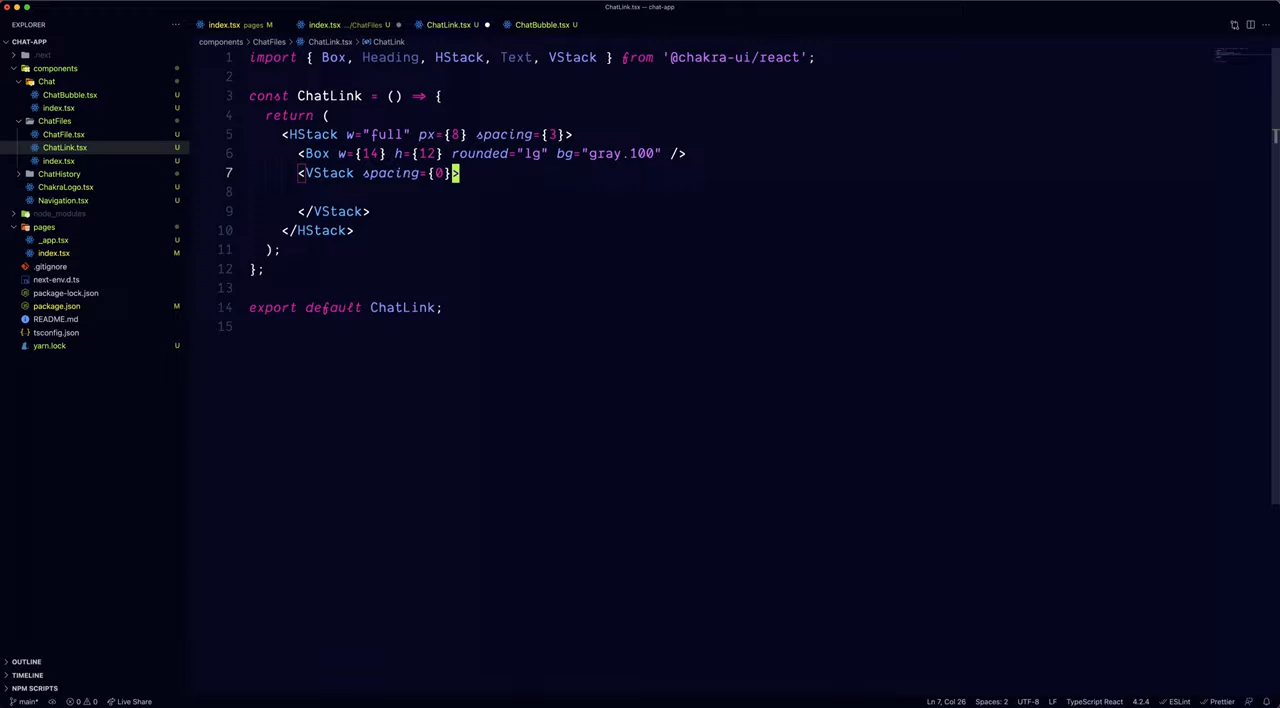 ChatLink.tsx — chat-app
EXPLORER
index.tsx pages M
index.tsx .../ChatFiles U
ChatLink.tsx U
ChatBubble.tsx U
CHAT-APP
.next
components
Chat
ChatBubble.tsx U
index.tsx U
ChatFiles
ChatFile.tsx U
ChatLink.tsx U
index.tsx U
ChatHistory
ChakraLogo.tsx U
Navigation.tsx U
node_modules
pages
_app.tsx U
index.tsx M
.gitignore
next-env.d.ts
package-lock.json
package.json M
README.md
tsconfig.json
yarn.lock U
OUTLINE
TIMELINE
NPM SCRIPTS
components > ChatFiles > ChatLink.tsx > ChatLink
1 import { Box, Heading, HStack, Text, VStack } from '@chakra-ui/react';
2
3 const ChatLink = () => {
4 return (
5 <HStack w="full" px={8} spacing={3}>
6 <Box w={14} h={12} rounded="lg" bg="gray.100" />
7 <VStack spacing={0}>
8
9 </VStack>
10 </HStack>
11 );
12 };
13
14 export default ChatLink;
15
main* 0 0 Live Share
Ln 7, Col 26 Spaces: 2 UTF-8 LF TypeScript React 4.2.4 ESLint Prettier